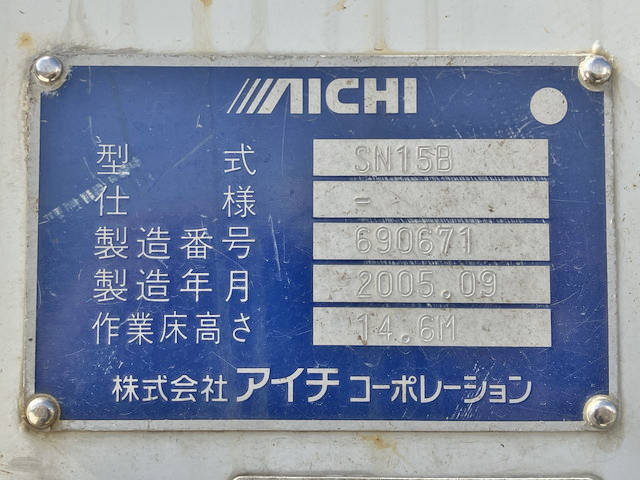 AICHI
型式 SN15B
仕様 -
製造番号 690671
製造年月 2005.09
作業床高さ 14.6M
株式会社 アイチ コーポレーション